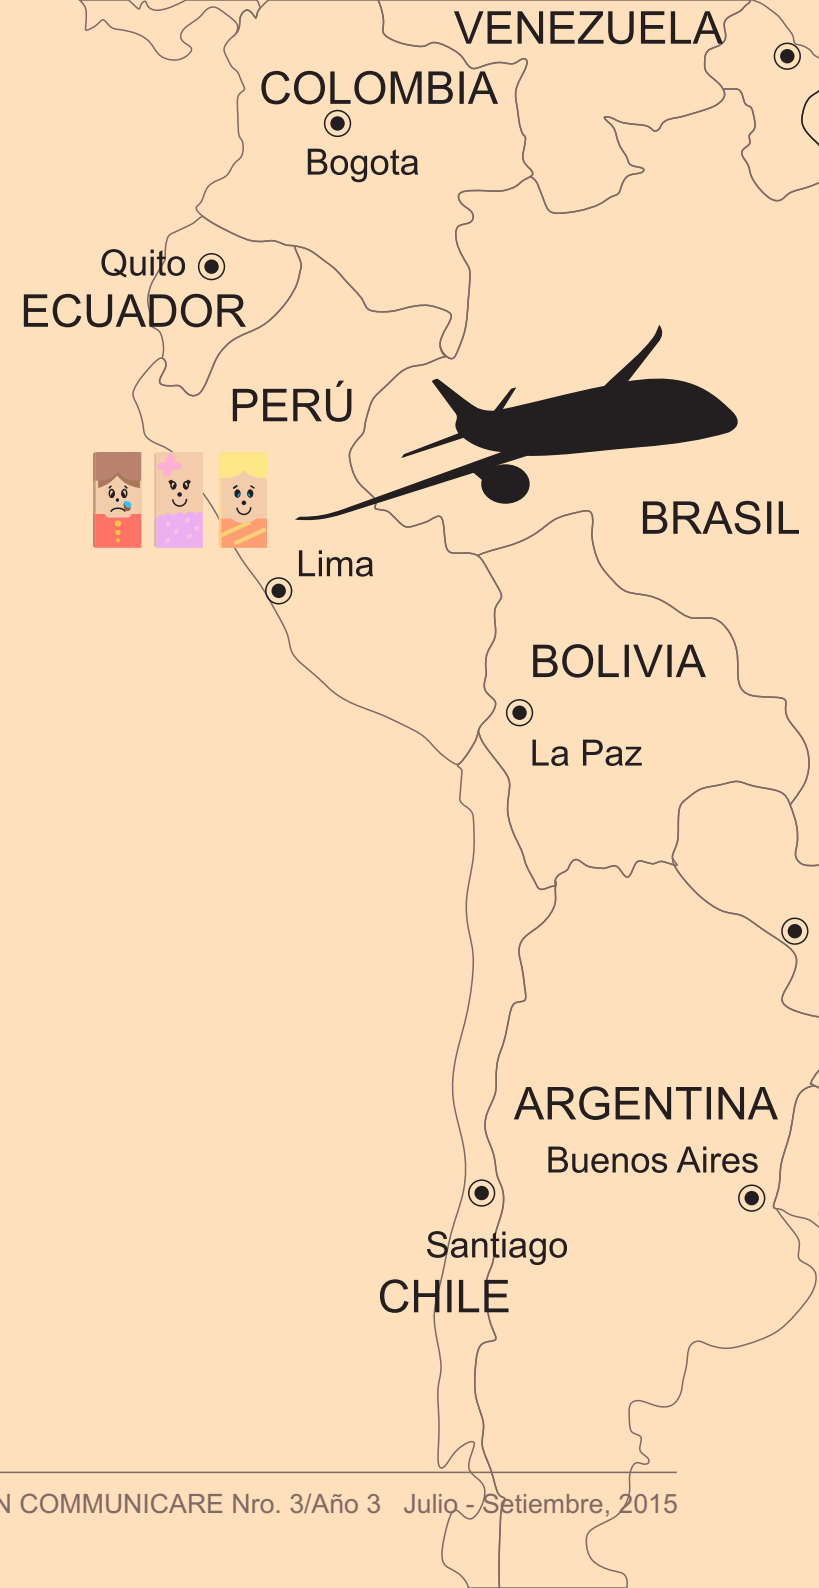 VENEZUELA
COLOMBIA
Bogota
Quito
ECUADOR
PERÚ
BRASIL
Lima
BOLIVIA
La Paz
ARGENTINA
Buenos Aires
Santiago
CHILE
N COMMUNICARE Nro. 3/Año 3 Julio - Setiembre, 2015